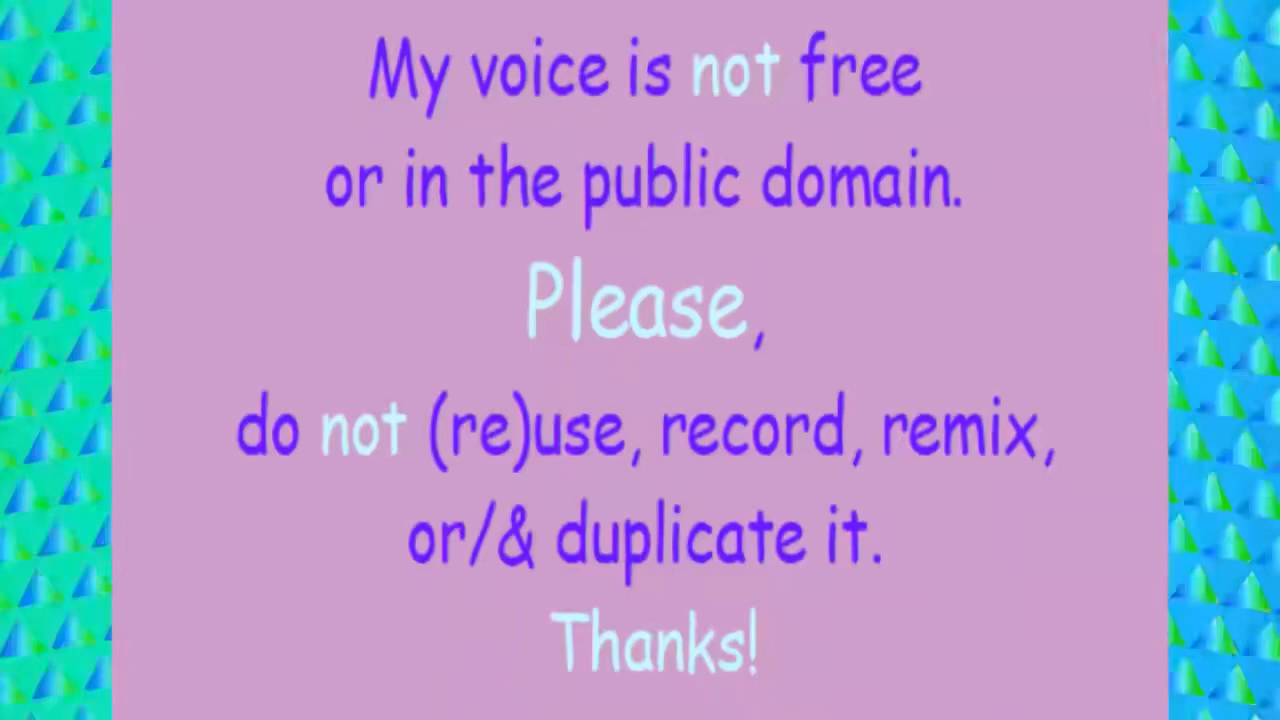 My voice is not free
or in the public domain.
Please,
do not (re)use, record, remix,
or/& duplicate it.
Thanks!